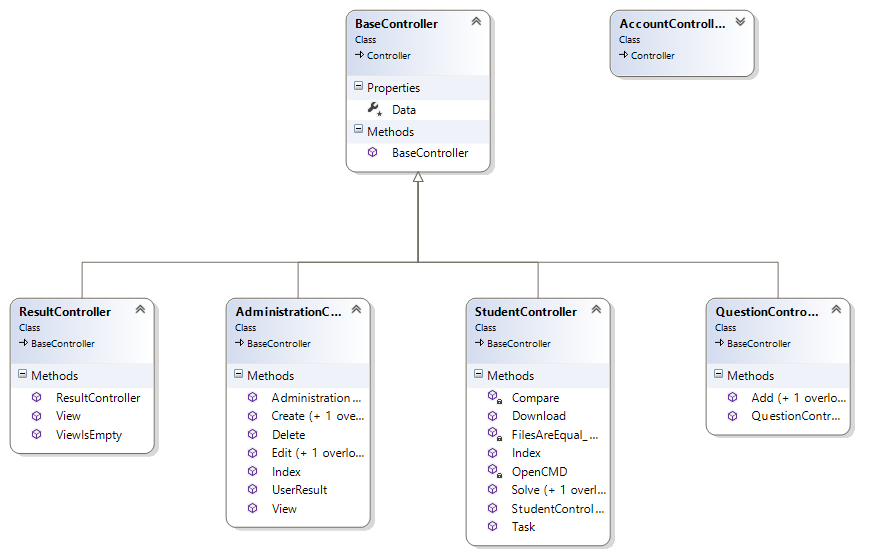 BaseController
Class
Controller
Properties
Data
Methods
BaseController
AccountControll...
Class
Controller
ResultController
Class
BaseController
Methods
ResultController
View
ViewIsEmpty
AdministrationC...
Class
BaseController
Methods
Administration ...
Create (+ 1 ove...
Delete
Edit (+ 1 overlo...
Index
UserResult
View
StudentController
Class
BaseController
Methods
Compare
Download
FilesAreEqual_...
Index
OpenCMD
Solve (+ 1 overl...
StudentControl...
Task
QuestionContro...
Class
BaseController
Methods
Add (+ 1 overlo...
QuestionContr...